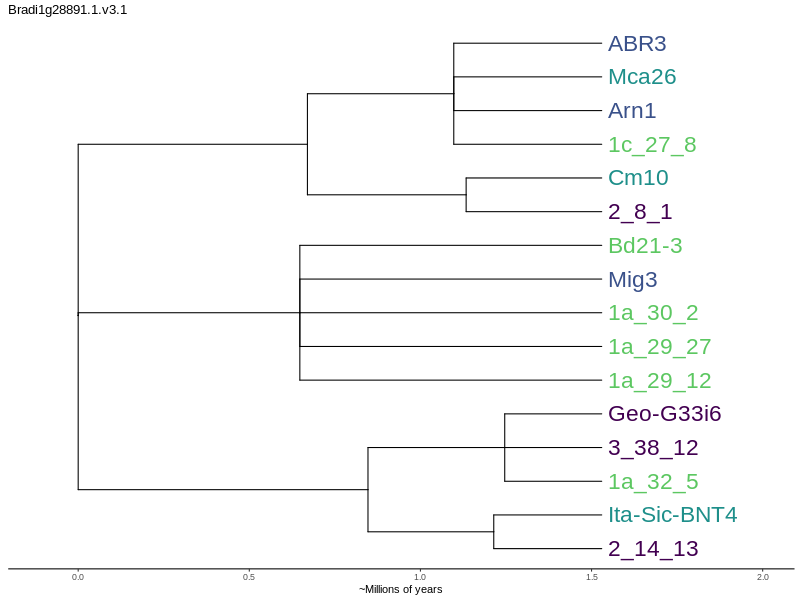 Bradi1g28891.1.v3.1
ABR3
Mca26
Arn1
1c_27_8
Cm10
2_8_1
Bd21-3
Mig3
1a_30_2
1a_29_27
1a_29_12
Geo-G33i6
3_38_12
1a_32_5
Ita-Sic-BNT4
2_14_13
0.0 0.5 1.0 1.5 2.0
~Millions of years